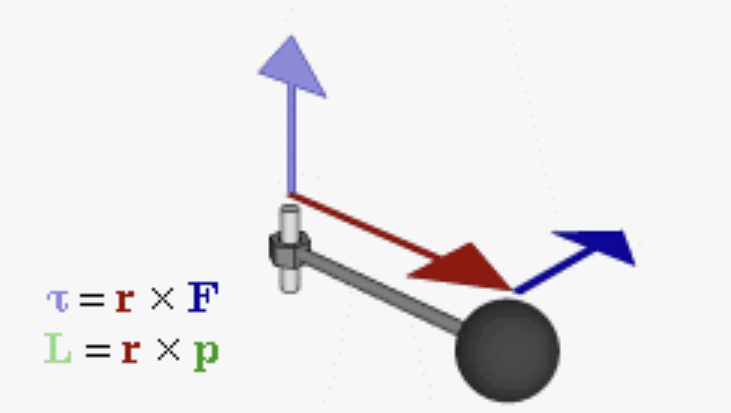 τ = r × F
L = r × p